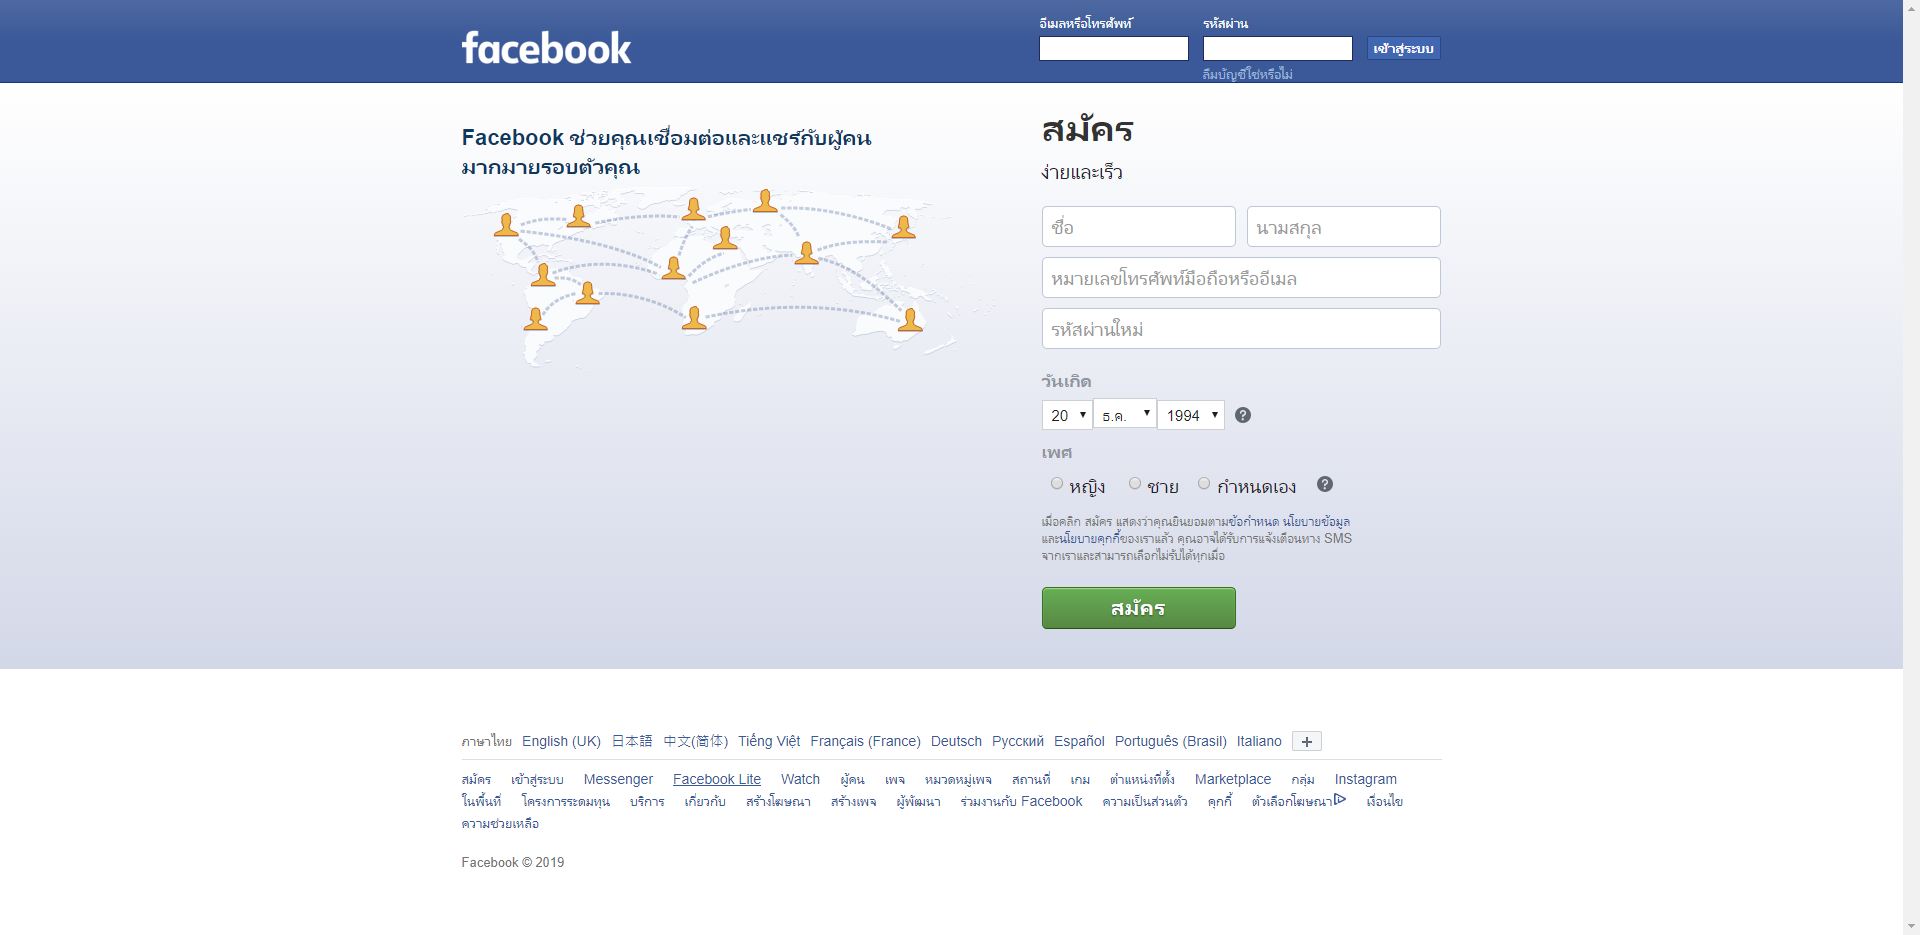 facebook
อีเมลหรือโทรศัพท์
รหัสผ่าน
เข้าสู่ระบบ
ลืมบัญชีใช่หรือไม่
Facebook ช่วยคุณเชื่อมต่อและแชร์กับผู้คน
มากมายรอบตัวคุณ
สมัคร
ง่ายและเร็ว
ชื่อ
นามสกุล
หมายเลขโทรศัพท์มือถือหรืออีเมล
รหัสผ่านใหม่
วันเกิด
20 ธ.ค. 1994 ?
เพศ
หญิง ชาย กำหนดเอง ?
เมื่อคลิก สมัคร แสดงว่าคุณยินยอมตามข้อกำหนด นโยบายข้อมูล
และนโยบายคุกกี้ของเราแล้ว คุณอาจได้รับการแจ้งเตือนทาง SMS
จากเราและสามารถเลือกไม่รับได้ทุกเมื่อ
สมัคร
ภาษาไทย English (UK) 日本語 中文(简体) Tiếng Việt Français (France) Deutsch Русский Español Português (Brasil) Italiano +
สมัคร เข้าสู่ระบบ Messenger Facebook Lite Watch ผู้คน เพจ หมวดหมู่เพจ สถานที่ เกม ตำแหน่งที่ตั้ง Marketplace กลุ่ม Instagram
ในพื้นที่ โครงการระดมทุน บริการ เกี่ยวกับ สร้างโฆษณา สร้างเพจ ผู้พัฒนา ร่วมงานกับ Facebook ความเป็นส่วนตัว คุกกี้ ตัวเลือกโฆษณา เงื่อนไข
ความช่วยเหลือ
Facebook © 2019